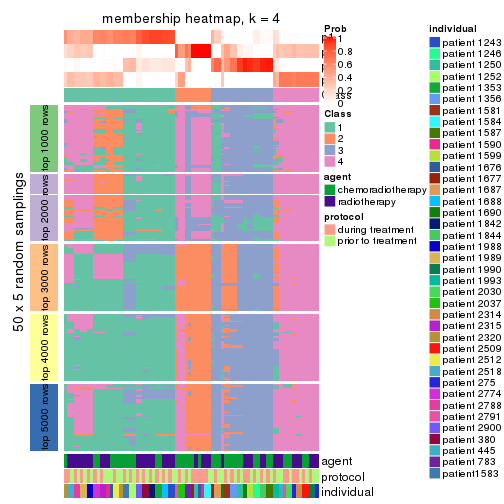 membership heatmap, k = 4
50 x 5 random samplings
top 1000 rows
top 2000 rows
top 3000 rows
top 4000 rows
top 5000 rows
agent
protocol
individual
Prob
1
0.8
0.6
0.4
0.2
0
Class
1
2
3
4
agent
chemoradiotherapy
radiotherapy
protocol
during treatment
prior to treatment
individual
patient 1243
patient 1246
patient 1250
patient 1252
patient 1353
patient 1356
patient 1581
patient 1584
patient 1587
patient 1590
patient 1599
patient 1676
patient 1677
patient 1687
patient 1688
patient 1690
patient 1842
patient 1844
patient 1988
patient 1989
patient 1990
patient 1993
patient 2030
patient 2037
patient 2314
patient 2315
patient 2320
patient 2509
patient 2512
patient 2518
patient 275
patient 2774
patient 2788
patient 2791
patient 2900
patient 380
patient 445
patient 783
patient1583